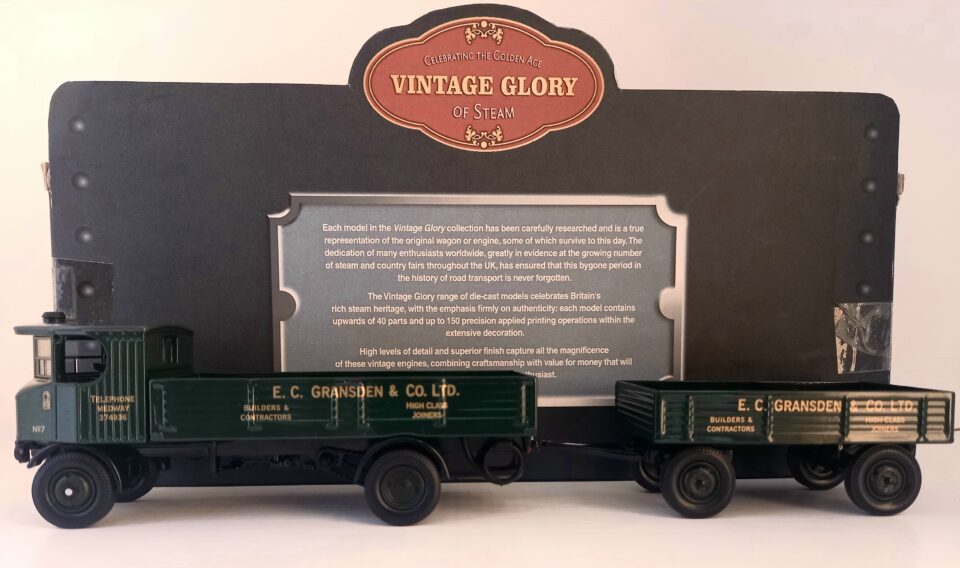 CELEBRATING THE GOLDEN AGE
VINTAGE GLORY
OF STEAM
Each model in the Vintage Glory collection has been carefully researched and is a true
representation of the original wagon or engine, some of which survive to this day. The
dedication of many enthusiasts worldwide, greatly in evidence at the growing number
of steam and country fairs throughout the UK, has ensured that this bygone period in
the history of road transport is never forgotten.
The Vintage Glory range of die-cast models celebrates Britain's
rich steam heritage, with the emphasis firmly on authenticity: each model contains
upwards of 40 parts and up to 150 precision applied printing operations within the
extensive decoration.
High levels of detail and superior finish capture all the magnificence
of these vintage engines, combining craftsmanship with value for money that will
TELEPHONE
MEDWAY
374936
Nº7
E. C. GRANSDEN & CO. LTD.
BUILDERS &
CONTRACTORS
HIGH CLASS
JOINERS
E. C. GRANSDEN & CO. LTD.
BUILDERS &
CONTRACTORS
HIGH CLASS
JOINERS